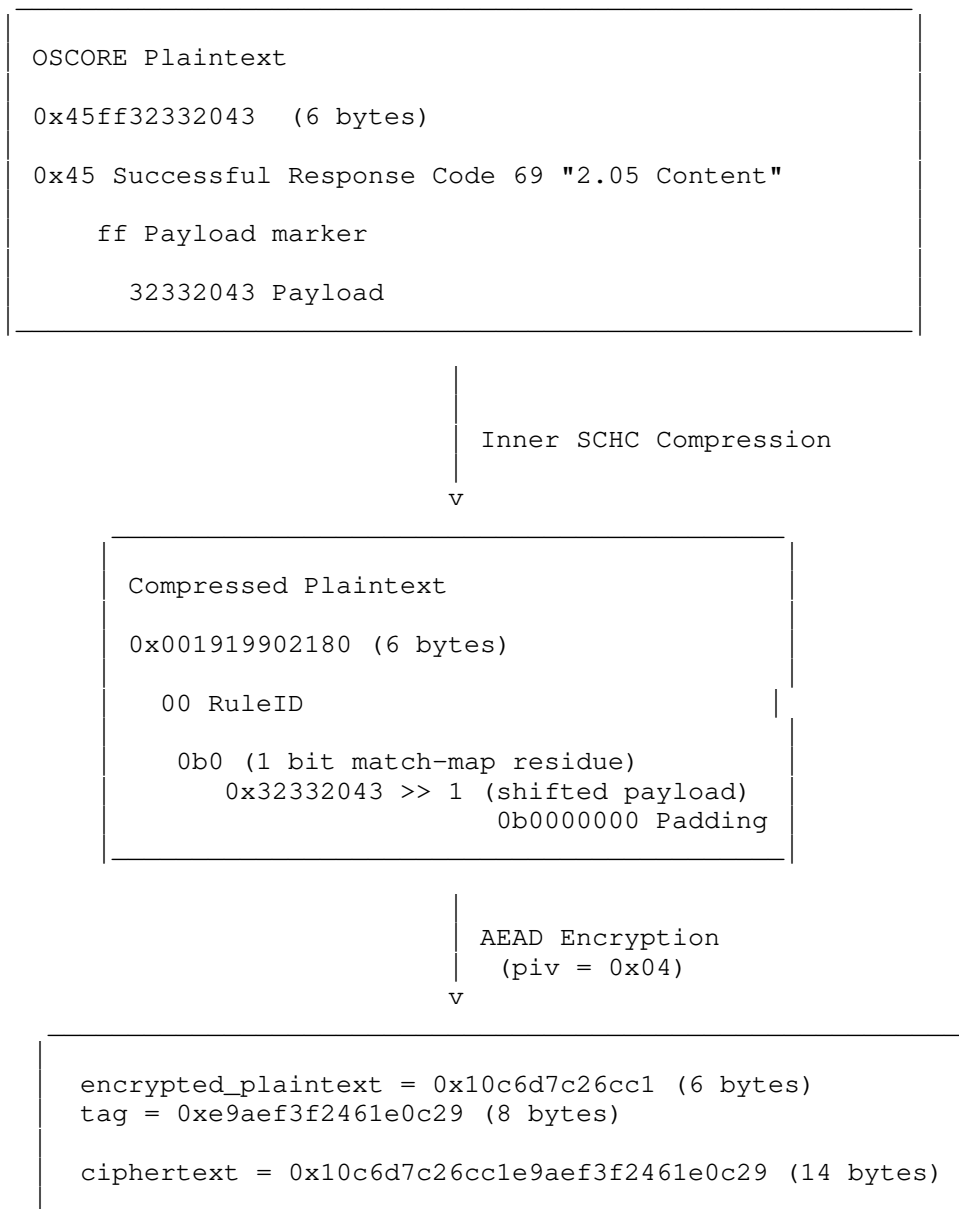 OSCORE Plaintext
0x45ff32332043 (6 bytes)
0x45 Successful Response Code 69 "2.05 Content"
ff Payload marker
32332043 Payload
Inner SCHC Compression
v
Compressed Plaintext
0x001919902180 (6 bytes)
00 RuleID
0b0 (1 bit match-map residue)
0x32332043 >> 1 (shifted payload)
0b0000000 Padding
AEAD Encryption
(piv = 0x04)
v
encrypted_plaintext = 0x10c6d7c26cc1 (6 bytes)
tag = 0xe9aef3f2461e0c29 (8 bytes)
ciphertext = 0x10c6d7c26cc1e9aef3f2461e0c29 (14 bytes)